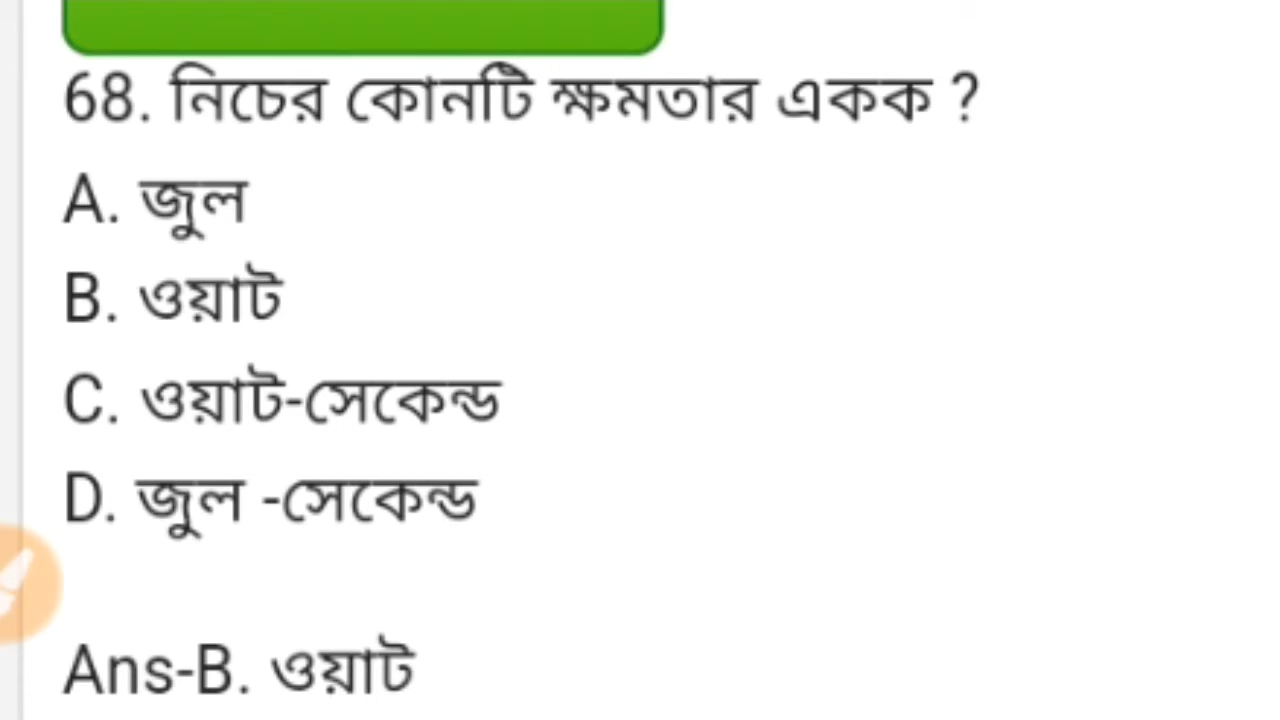 68. নিচের কোনটি ক্ষমতার একক ?
A. জুল
B. ওয়াট
C. ওয়াট-সেকেন্ড
D. জুল -সেকেন্ড
Ans-B. ওয়াট